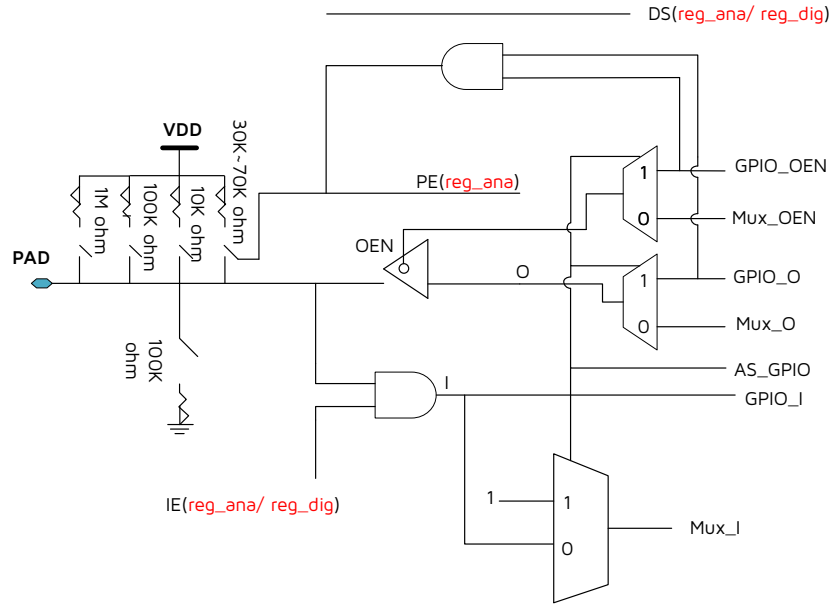 DS(reg_ana/ reg_dig)
VDD
30K~70K ohm
1M ohm
100K ohm
10K ohm
PE(reg_ana)
1
GPIO_OEN
0
Mux_OEN
OEN
PAD
O
1
GPIO_O
0
Mux_O
100K
ohm
AS_GPIO
I
GPIO_I
IE(reg_ana/ reg_dig)
1
1
Mux_I
0